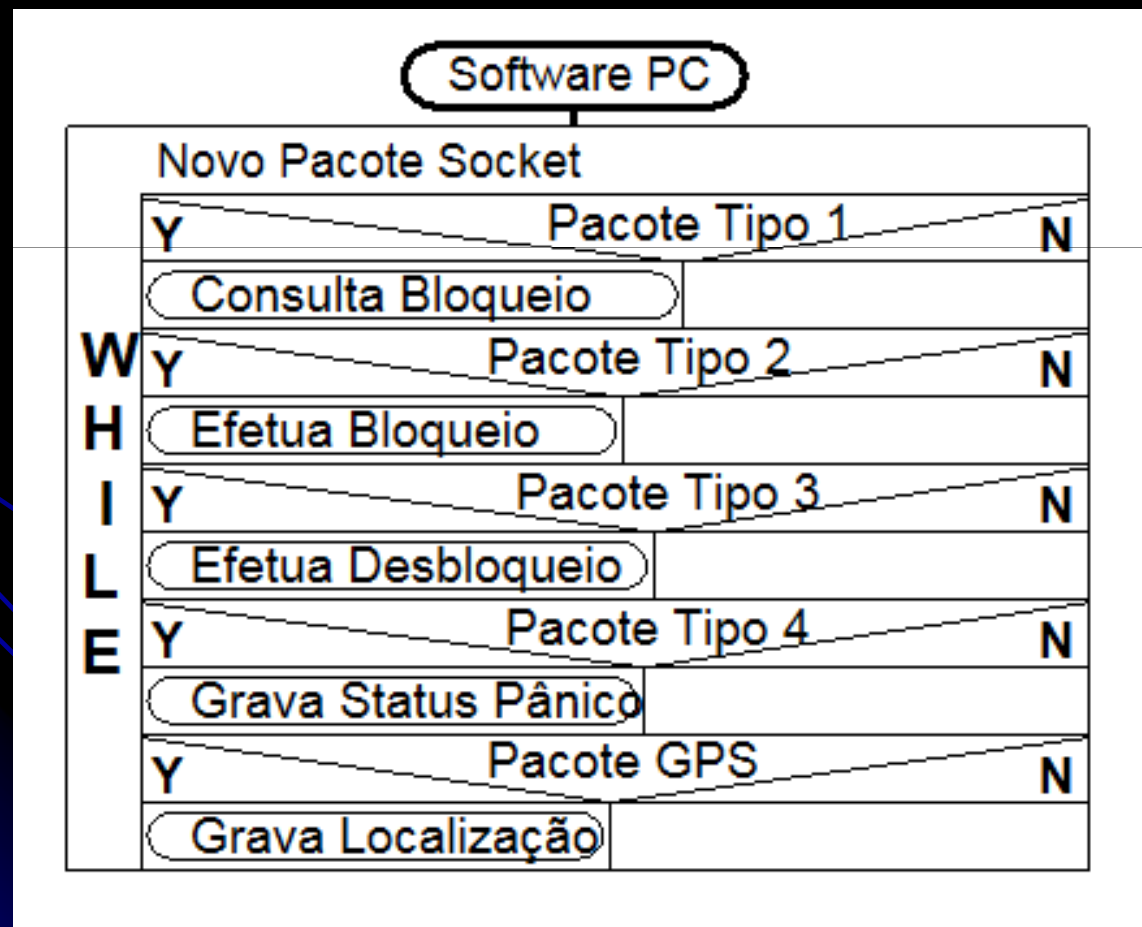 Software PC
Novo Pacote Socket
Y Pacote Tipo 1 N
Consulta Bloqueio
WHILE
Y Pacote Tipo 2 N
Efetua Bloqueio
Y Pacote Tipo 3 N
Efetua Desbloqueio
Y Pacote Tipo 4 N
Grava Status Pânico
Y Pacote GPS N
Grava Localização